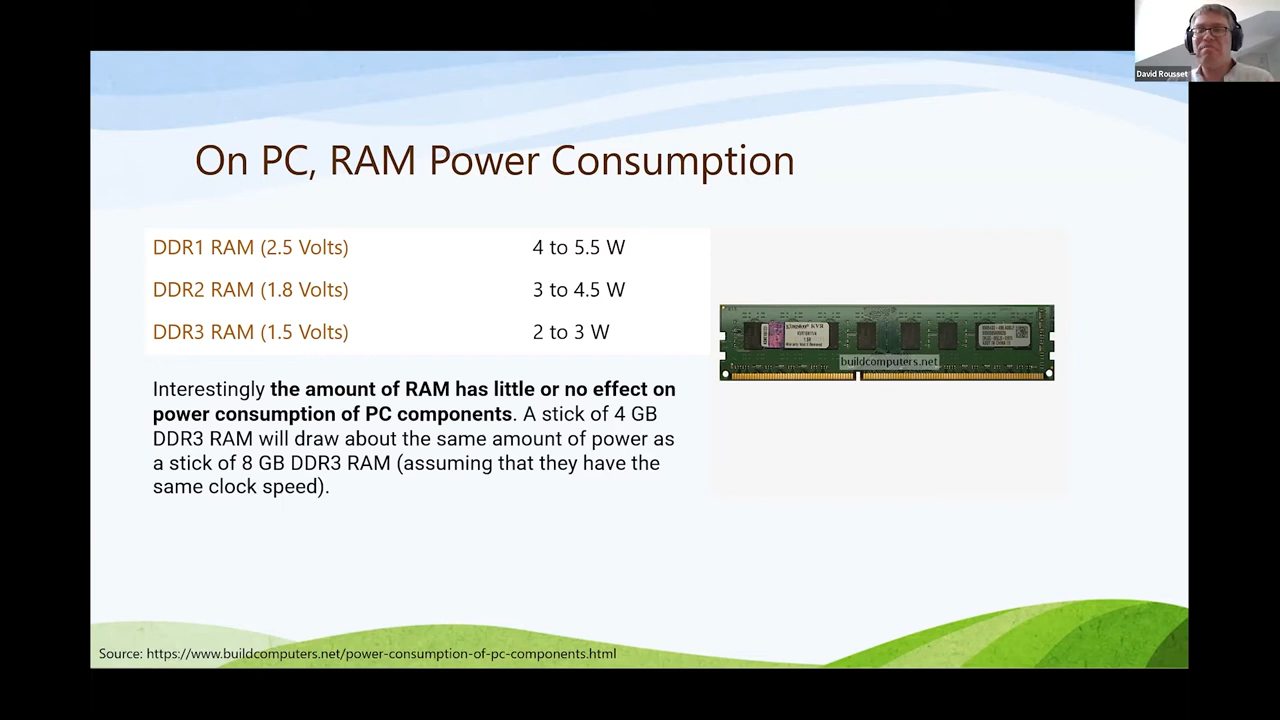 David Rousset
On PC, RAM Power Consumption
DDR1 RAM (2.5 Volts) 4 to 5.5 W
DDR2 RAM (1.8 Volts) 3 to 4.5 W
DDR3 RAM (1.5 Volts) 2 to 3 W
buildcomputers.net
Interestingly the amount of RAM has little or no effect on
power consumption of PC components. A stick of 4 GB
DDR3 RAM will draw about the same amount of power as
a stick of 8 GB DDR3 RAM (assuming that they have the
same clock speed).
Source: https://www.buildcomputers.net/power-consumption-of-pc-components.html